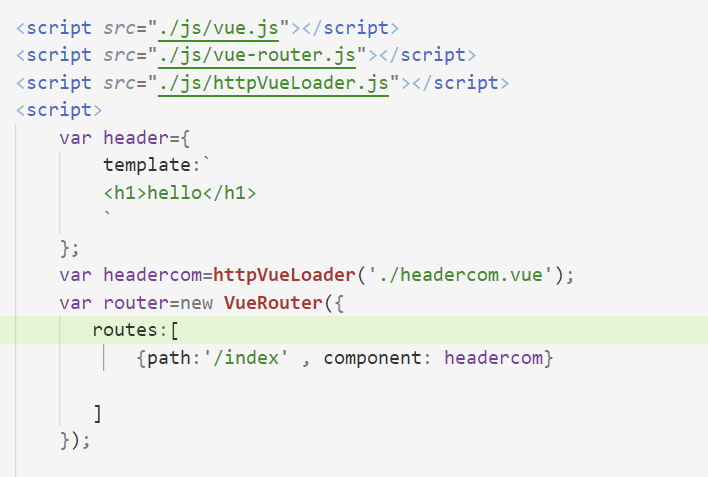 <script src="./js/vue.js"></script>
<script src="./js/vue-router.js"></script>
<script src="./js/httpVueLoader.js"></script>
<script>
var header={
template:`
<h1>hello</h1>
`
};
var headercom=httpVueLoader('./headercom.vue');
var router=new VueRouter({
routes:[
{path:'/index' , component: headercom}
]
});